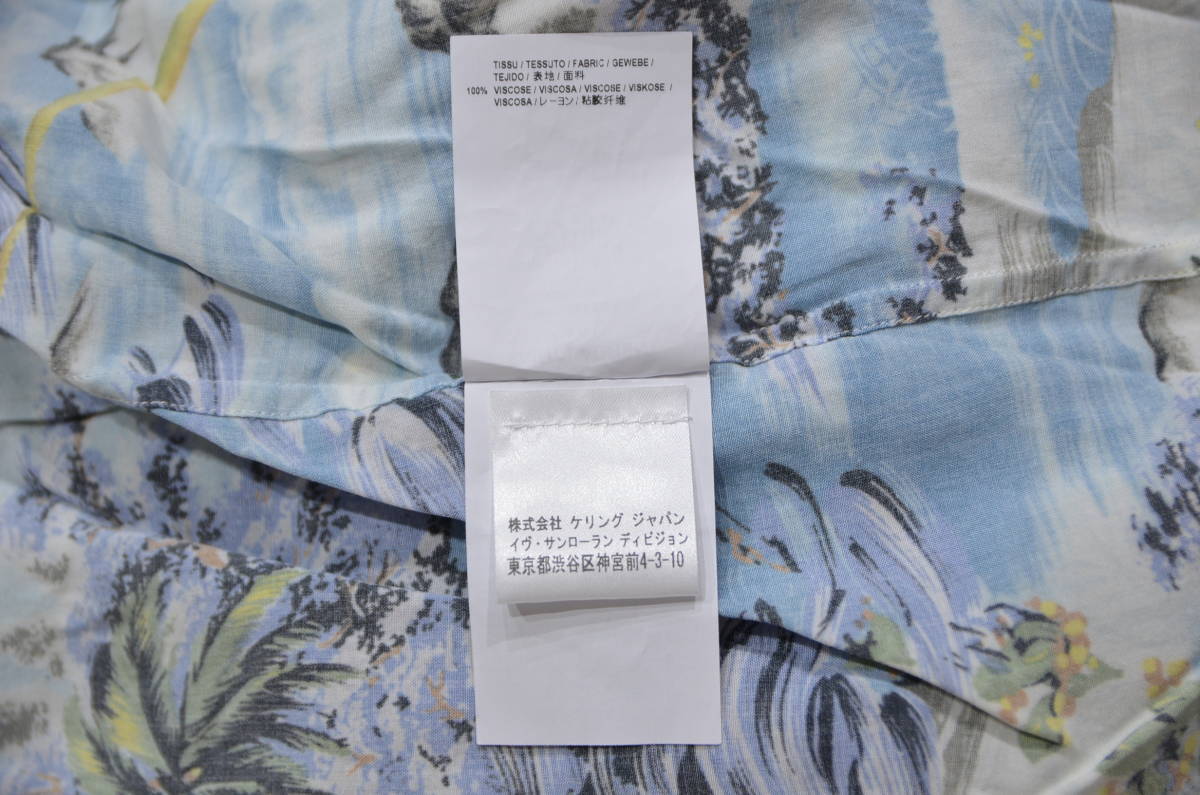 TISSU / TESSUTO / FABRIC / GEWEBE /
TEJIDO / 表地 / 面料
100% VISCOSE / VISCOSA / VISCOSE / VISKOSE /
VISCOSA / レーヨン / 粘胶纤维
株式会社 ケリング ジャパン
イヴ・サンローラン ディビジョン
東京都渋谷区神宮前4-3-10